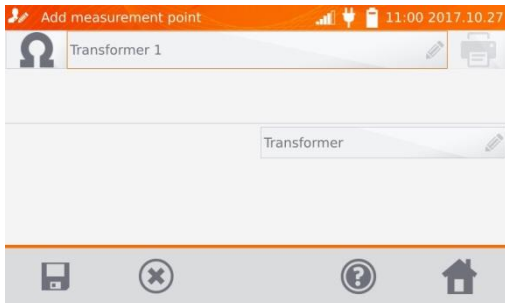 Add measurement point 11:00 2017.10.27
Ω Transformer 1
Transformer
?